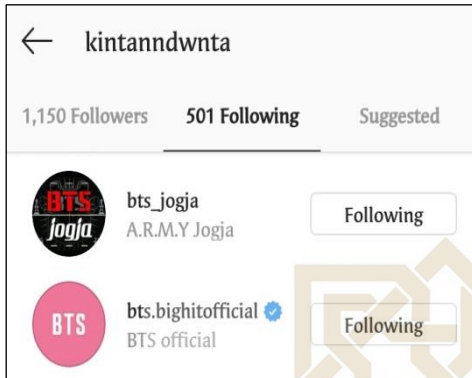 kintanndwnta
1,150 Followers 501 Following Suggested
BTS
jogja
bts_jogja
A.R.M.Y Jogja
Following
BTS
bts.bighitofficial
BTS official
Following